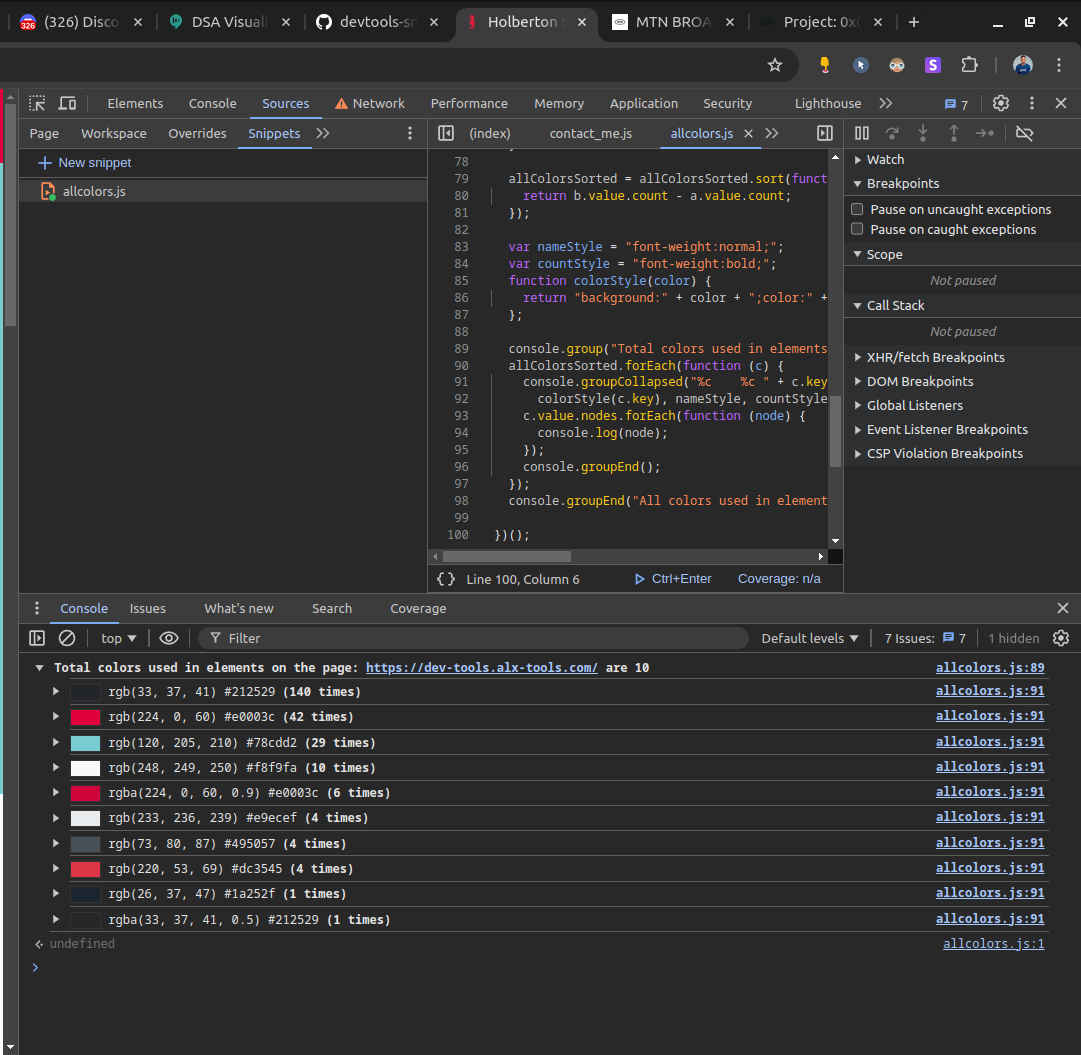 (326) Disco
DSA Visuali
devtools-sn
Holberton S
MTN BROA
Project: 0x0
Elements Console Sources Network Performance Memory Application Security Lighthouse 7
Page Workspace Overrides Snippets
(index) contact_me.js allcolors.js
New snippet
allcolors.js
78
79 allColorsSorted = allColorsSorted.sort(funct
80 return b.value.count - a.value.count;
81 });
82
83 var nameStyle = "font-weight:normal;";
84 var countStyle = "font-weight:bold;";
85 function colorStyle(color) {
86 return "background:" + color + ";color:" +
87 };
88
89 console.group("Total colors used in elements
90 allColorsSorted.forEach(function (c) {
91 console.groupCollapsed("%c    %c " + c.key
92 colorStyle(c.key), nameStyle, countStyle
93 c.value.nodes.forEach(function (node) {
94 console.log(node);
95 });
96 console.groupEnd();
97 });
98 console.groupEnd("All colors used in element
99
100 })();
{} Line 100, Column 6 Ctrl+Enter Coverage: n/a
Watch
Breakpoints
Pause on uncaught exceptions
Pause on caught exceptions
Scope
Not paused
Call Stack
Not paused
XHR/fetch Breakpoints
DOM Breakpoints
Global Listeners
Event Listener Breakpoints
CSP Violation Breakpoints
Console Issues What's new Search Coverage
top Filter Default levels 7 Issues: 7 1 hidden
Total colors used in elements on the page: https://dev-tools.alx-tools.com/ are 10 allcolors.js:89
rgb(33, 37, 41) #212529 (140 times) allcolors.js:91
rgb(224, 0, 60) #e0003c (42 times) allcolors.js:91
rgb(120, 205, 210) #78cdd2 (29 times) allcolors.js:91
rgb(248, 249, 250) #f8f9fa (10 times) allcolors.js:91
rgba(224, 0, 60, 0.9) #e0003c (6 times) allcolors.js:91
rgb(233, 236, 239) #e9ecef (4 times) allcolors.js:91
rgb(73, 80, 87) #495057 (4 times) allcolors.js:91
rgb(220, 53, 69) #dc3545 (4 times) allcolors.js:91
rgb(26, 37, 47) #1a252f (1 times) allcolors.js:91
rgba(33, 37, 41, 0.5) #212529 (1 times) allcolors.js:91
undefined allcolors.js:1